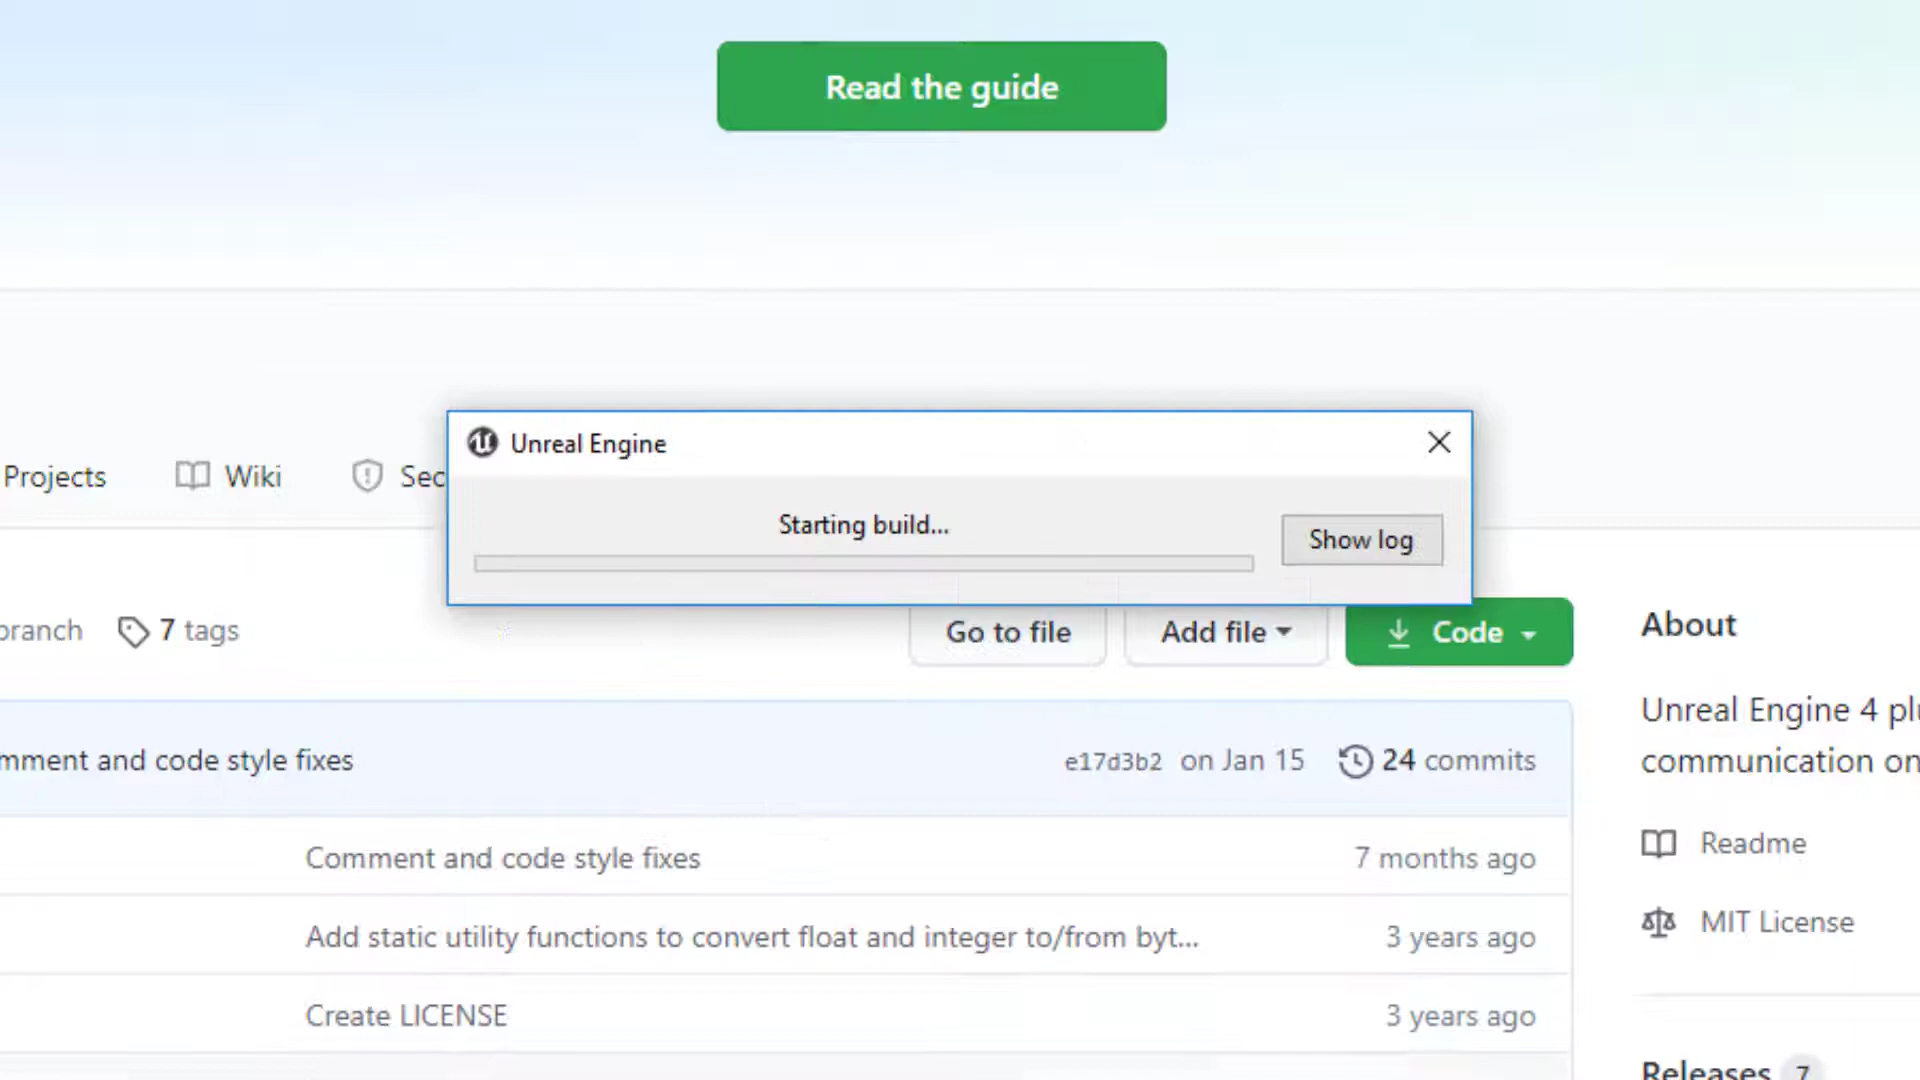 Read the guide
Unreal Engine
Projects
Wiki
Sec
Starting build...
Show log
branch
7 tags
Go to file
Add file
Code
About
Unreal Engine 4 plu
communication on
mment and code style fixes
e17d3b2 on Jan 15
24 commits
Comment and code style fixes
7 months ago
Readme
Add static utility functions to convert float and integer to/from byt...
3 years ago
MIT License
Create LICENSE
3 years ago
Releases 7